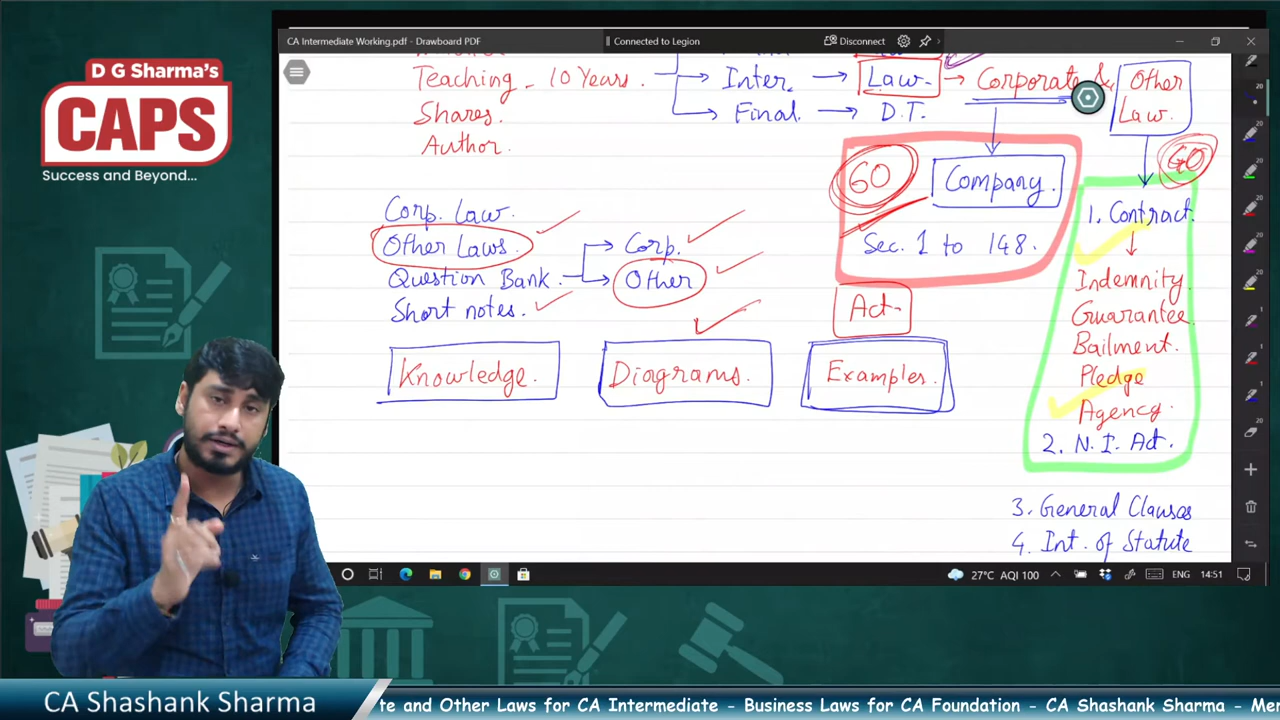 D G Sharma's
CAPS
Success and Beyond...
CA Intermediate Working.pdf - Drawboard PDF
Connected to Legion
Disconnect
Teaching - 10 Years.
Inter.
Law.
Corporate &
Other
Law.
Shares.
Final.
D.T.
Author.
60
Company.
40
Sec. 1 to 148.
Corp. Law.
Other Laws.
Corp.
Question Bank.
Other
Short notes.
Act.
Knowledge.
Diagrams.
Examples.
1. Contract.
Indemnity.
Guarantee.
Bailment.
Pledge
Agency.
2. N. I. Act.
3. General Clauses
4. Int. of Statute
27°C AQI 100
ENG
14:51
CA Shashank Sharma
te and Other Laws for CA Intermediate - Business Laws for CA Foundation - CA Shashank Sharma - Me